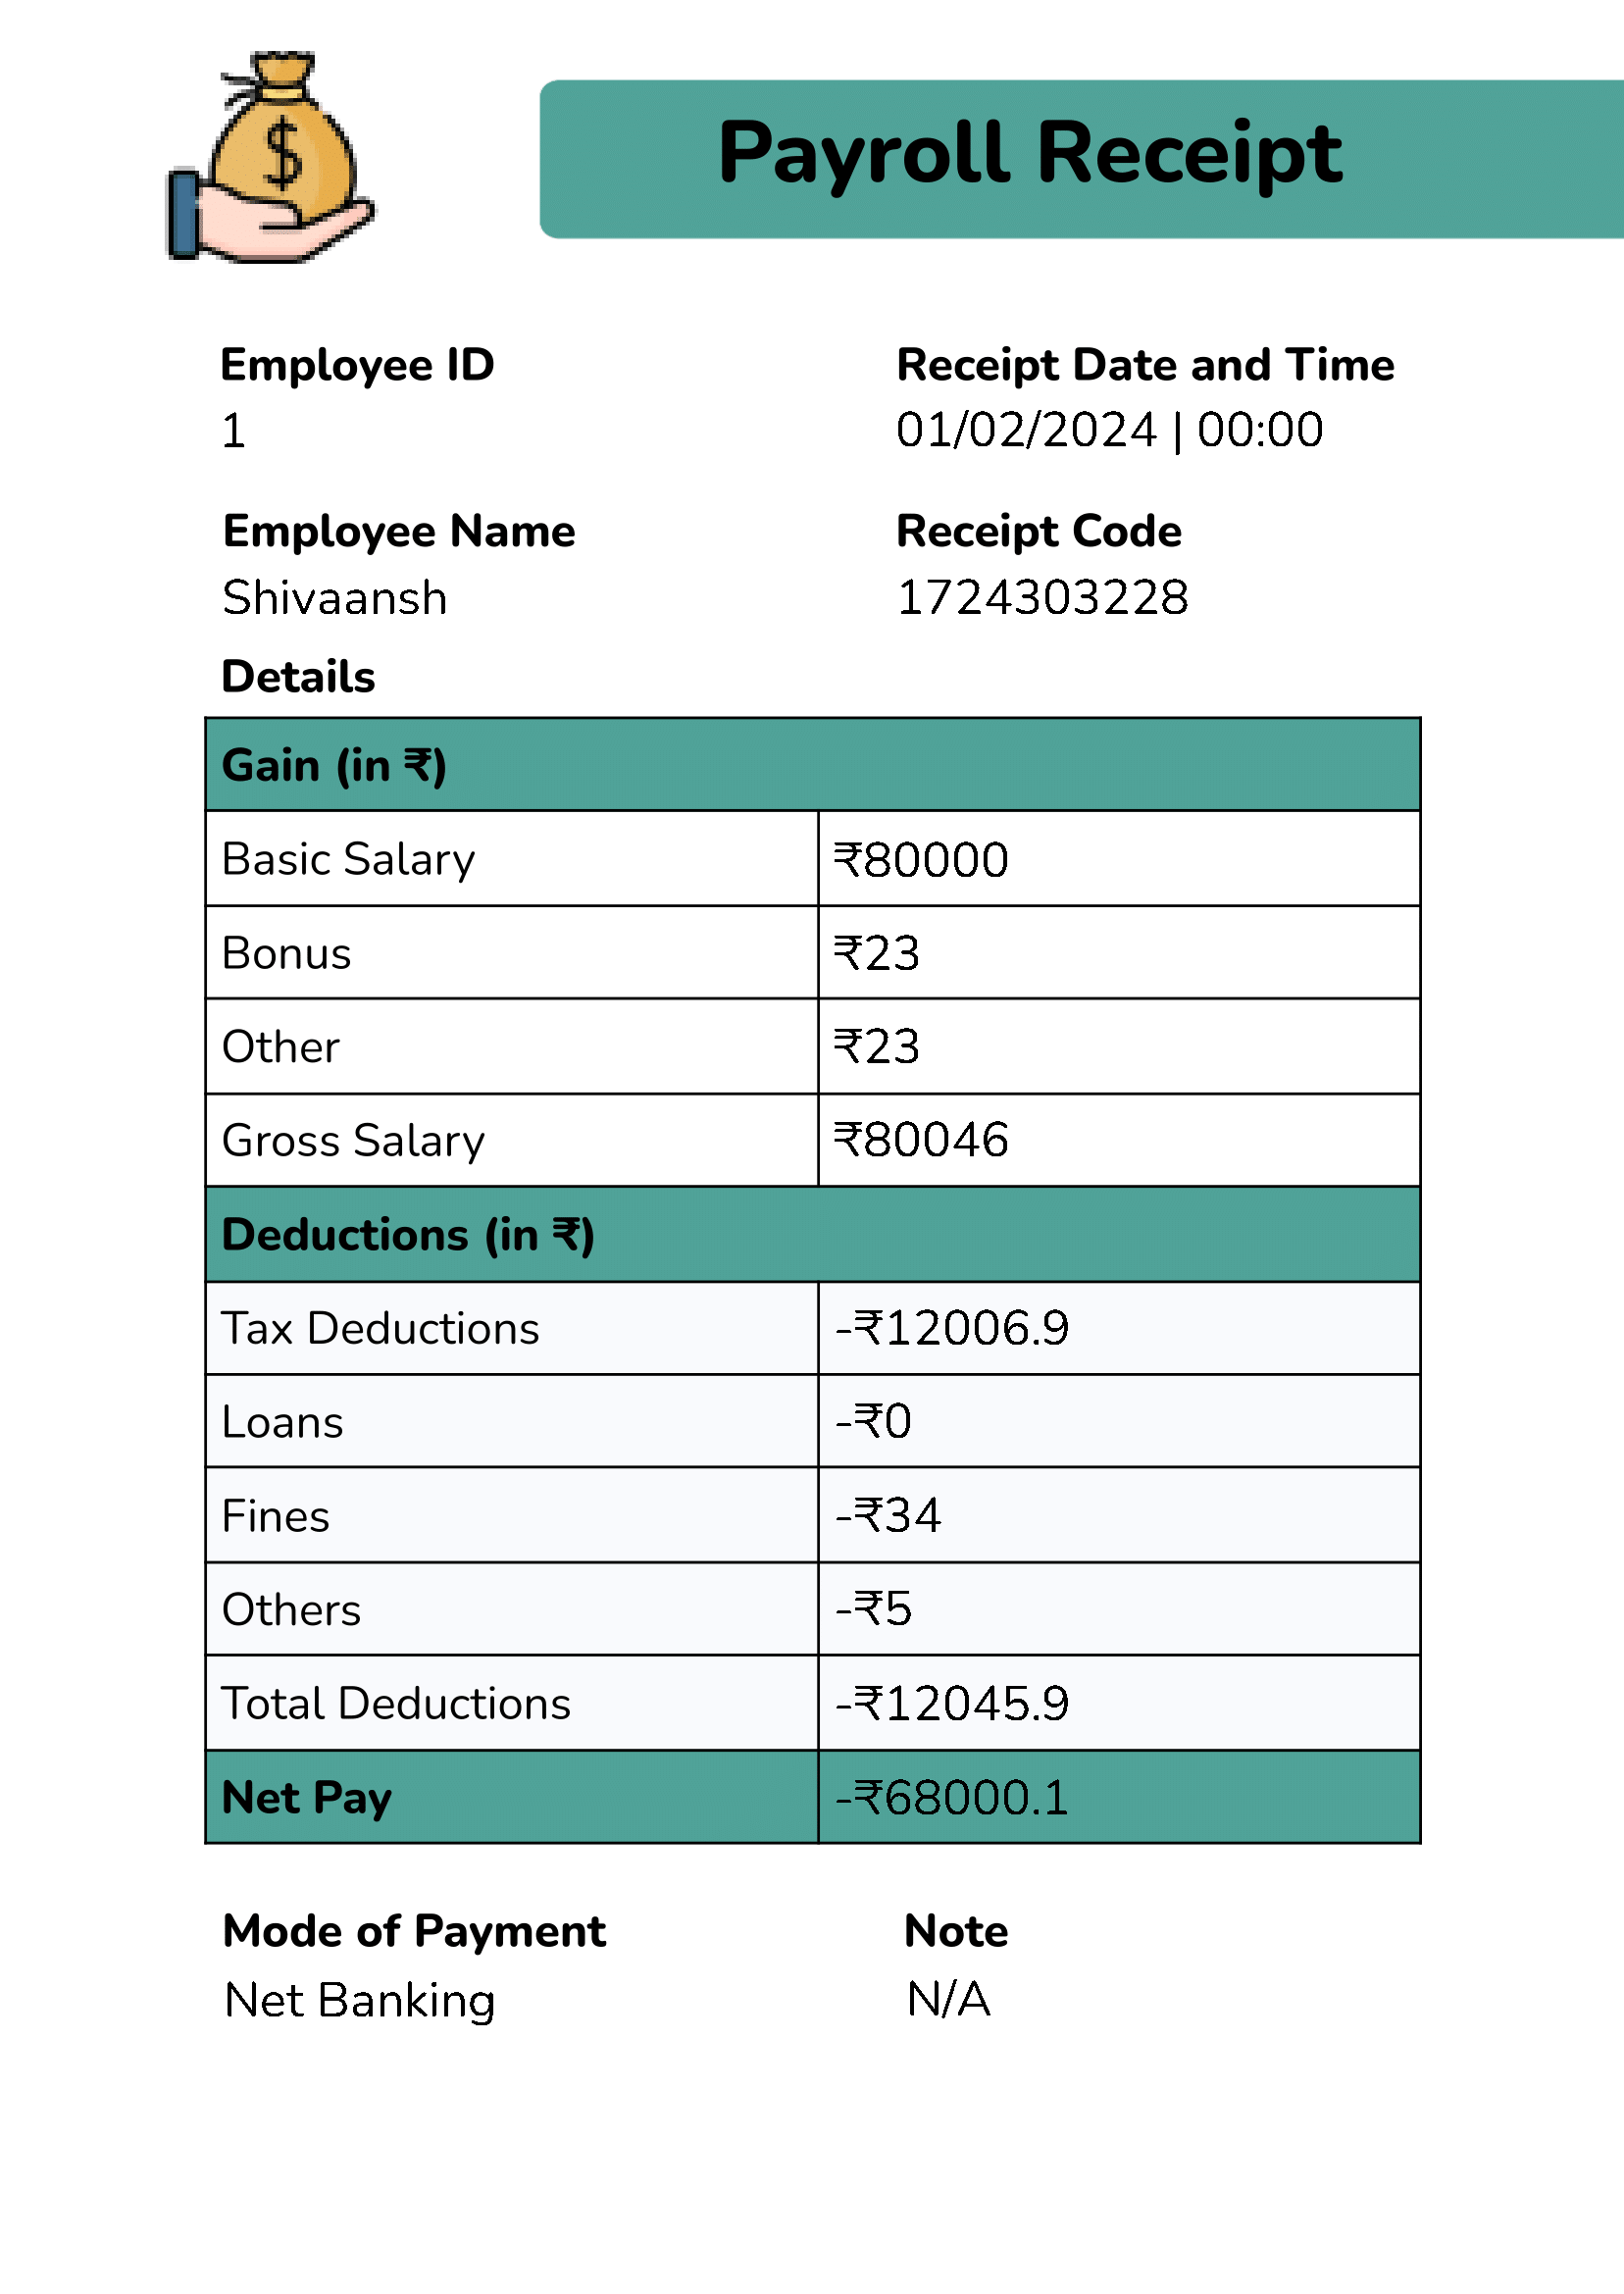 $
Payroll Receipt
Employee ID
1
Receipt Date and Time
01/02/2024 | 00:00
Employee Name
Shivaansh
Receipt Code
1724303228
Details
Gain (in ₹)
Basic Salary ₹80000
Bonus ₹23
Other ₹23
Gross Salary ₹80046
Deductions (in ₹)
Tax Deductions -₹12006.9
Loans -₹0
Fines -₹34
Others -₹5
Total Deductions -₹12045.9
Net Pay -₹68000.1
Mode of Payment
Net Banking
Note
N/A